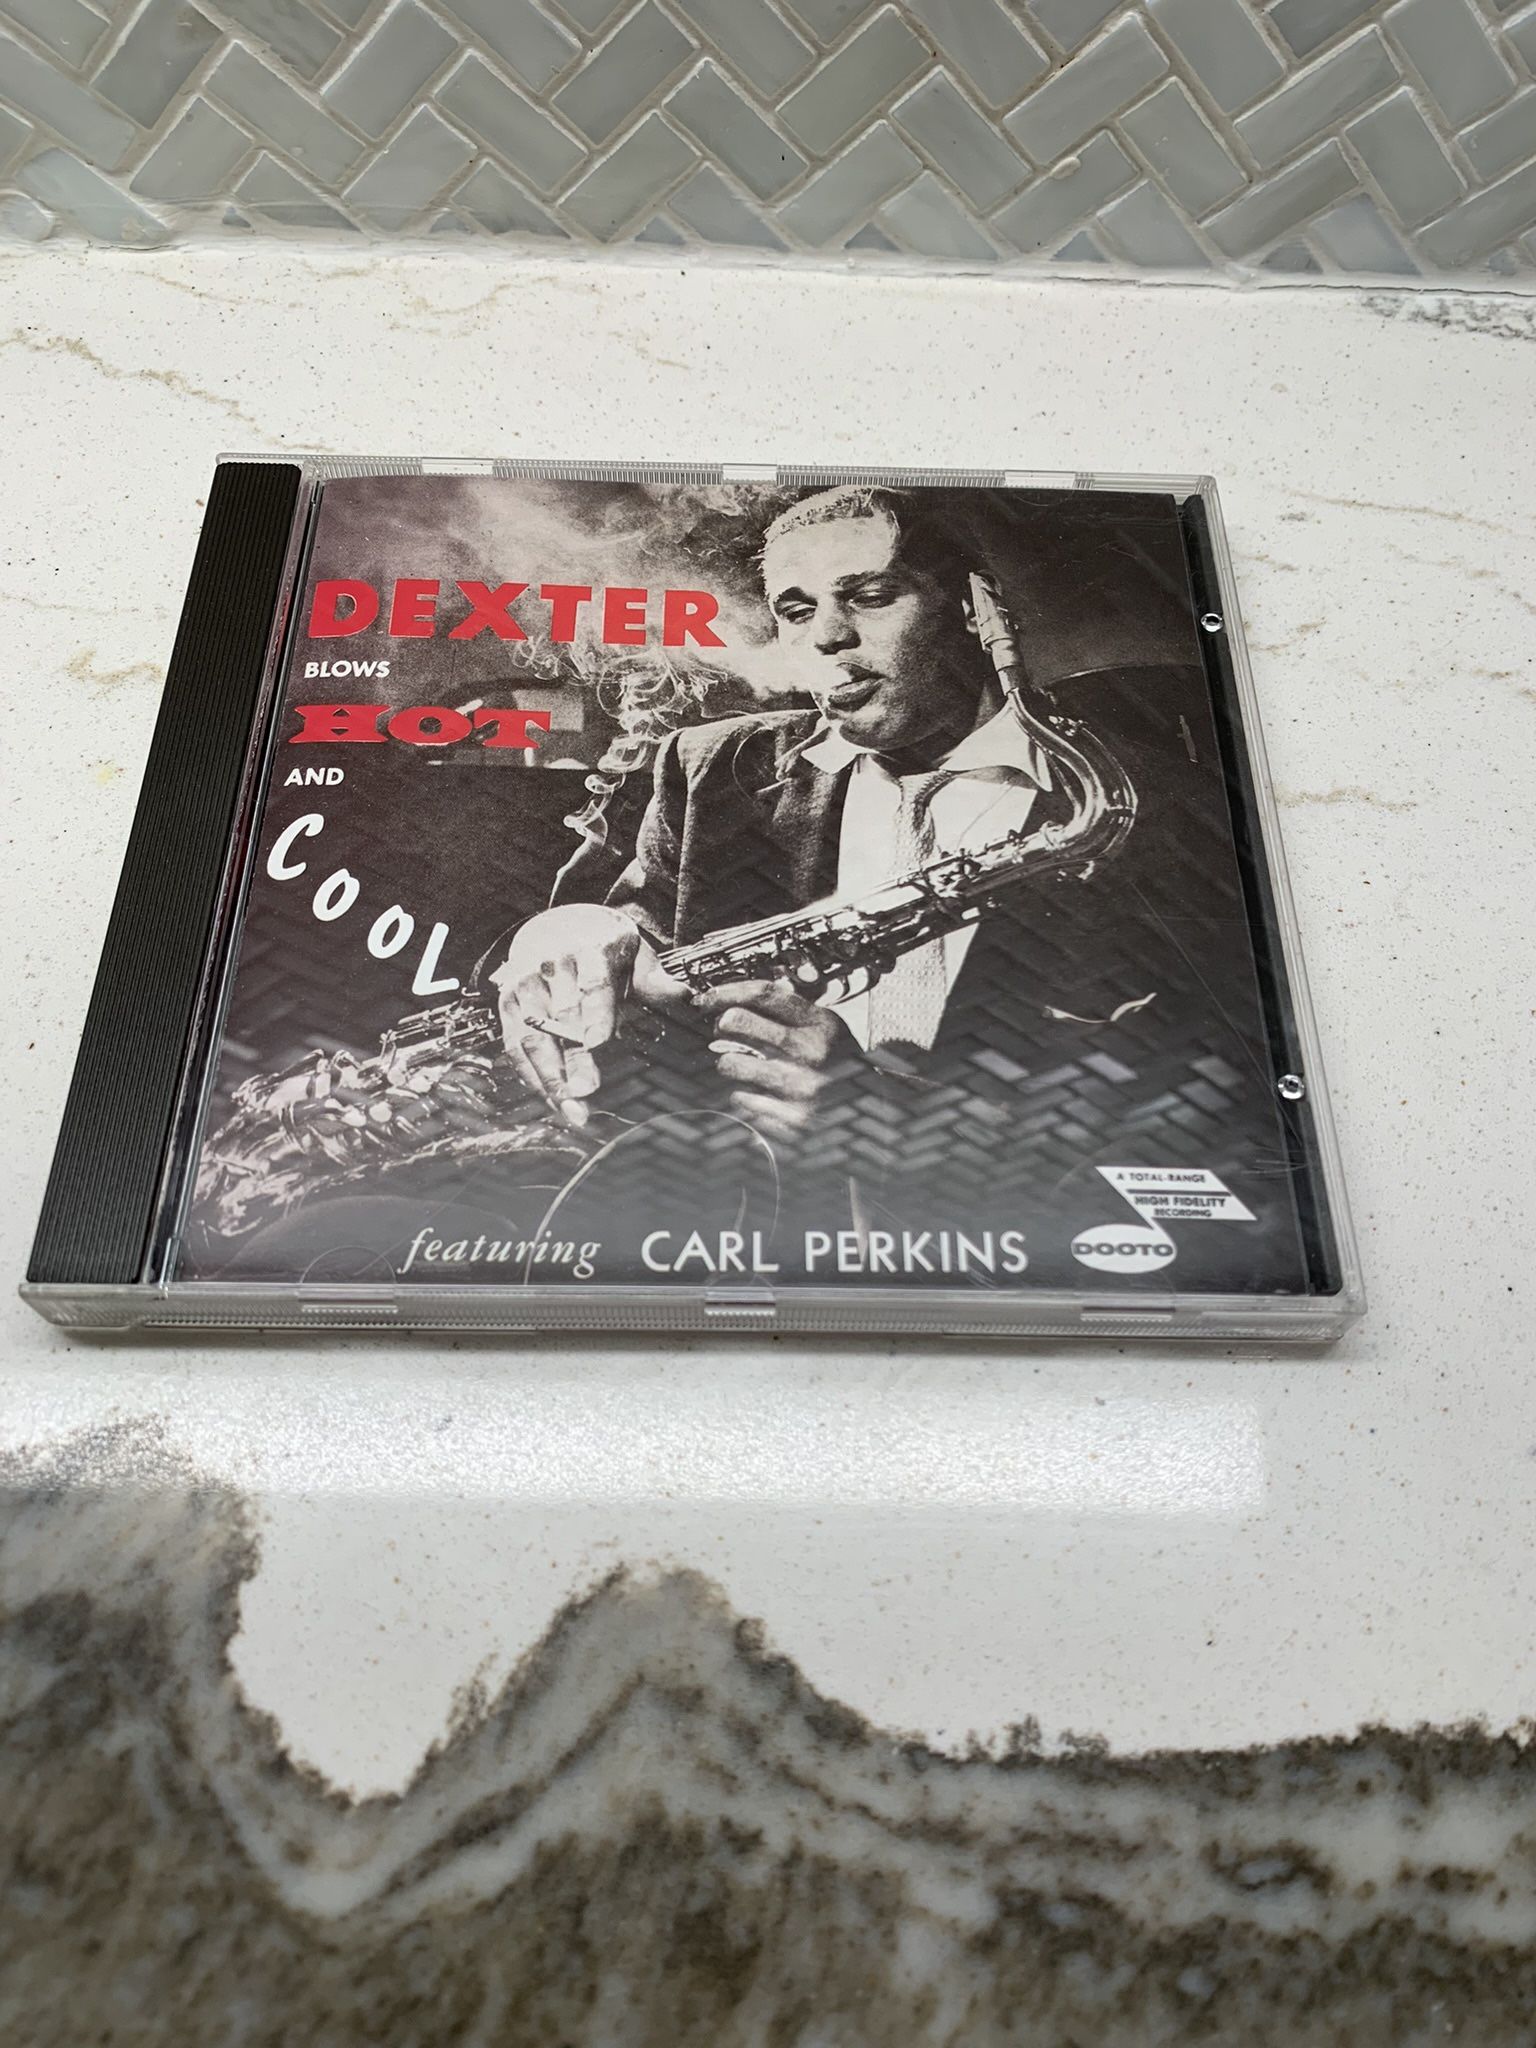 DEXTER
BLOWS
HOT
AND
COOL
featuring CARL PERKINS
A TOTAL-RANGE
HIGH FIDELITY
RECORDING
DOOTO